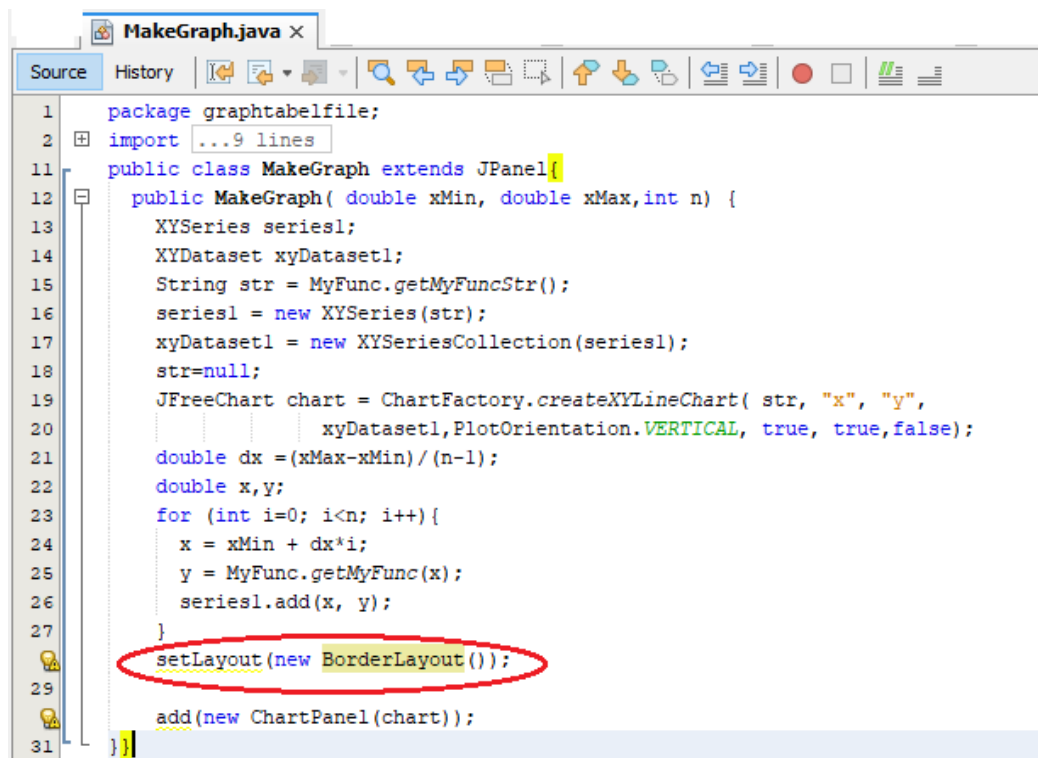 MakeGraph.java ×
Source History
1 package graphtabelfile;
2 import ...9 lines
11 public class MakeGraph extends JPanel{
12 public MakeGraph( double xMin, double xMax,int n) {
13 XYSeries series1;
14 XYDataset xyDataset1;
15 String str = MyFunc.getMyFuncStr();
16 series1 = new XYSeries(str);
17 xyDataset1 = new XYSeriesCollection(series1);
18 str=null;
19 JFreeChart chart = ChartFactory.createXYLineChart( str, "x", "y",
20 xyDataset1,PlotOrientation.VERTICAL, true, true,false);
21 double dx =(xMax-xMin)/(n-1);
22 double x,y;
23 for (int i=0; i<n; i++){
24 x = xMin + dx*i;
25 y = MyFunc.getMyFunc(x);
26 series1.add(x, y);
27 }
setLayout(new BorderLayout());
29
add(new ChartPanel(chart));
31 }}